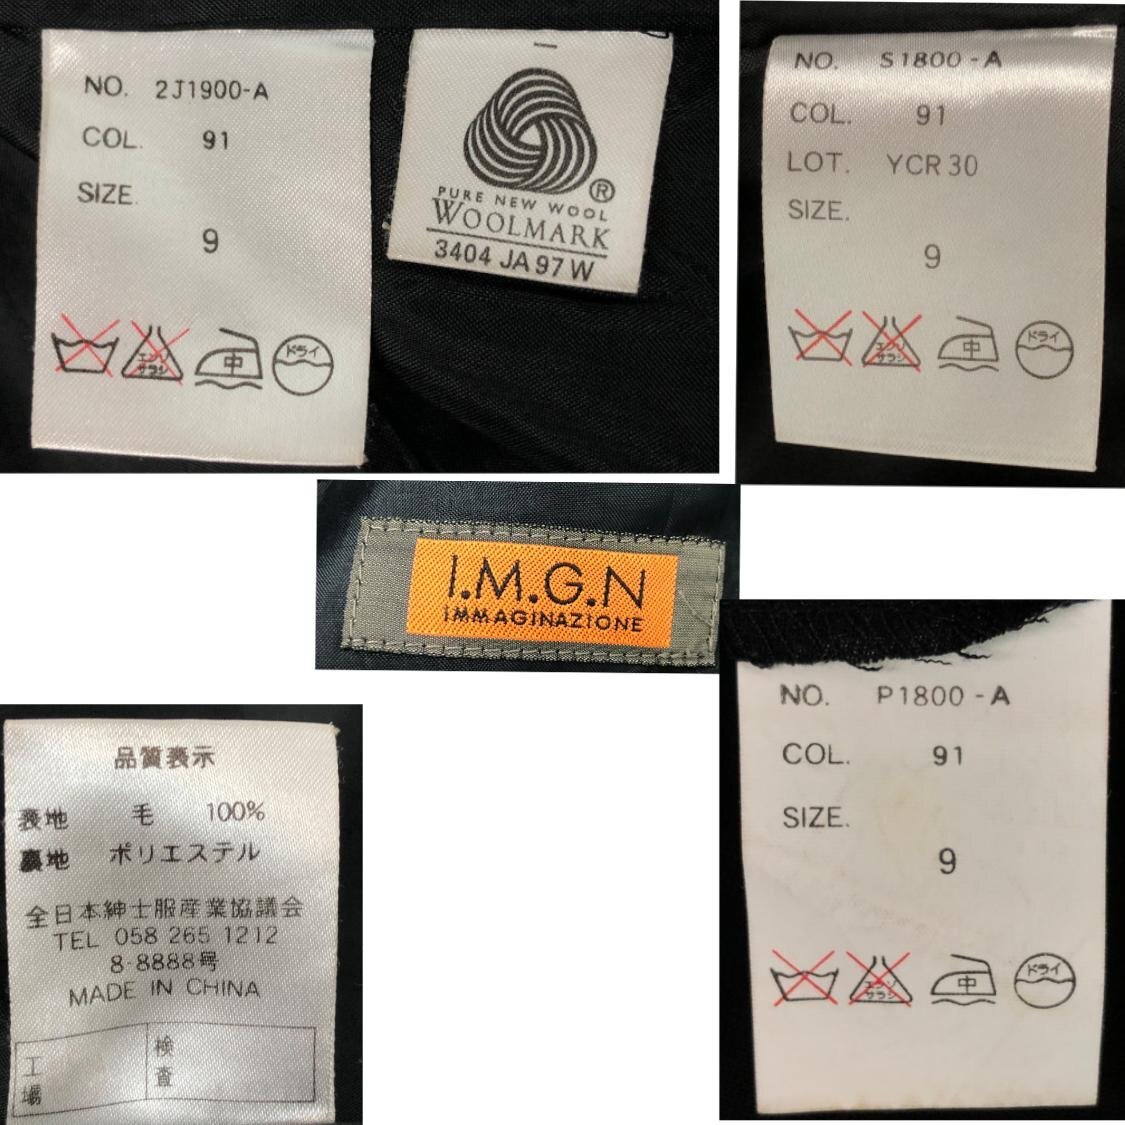 NO. 2J1900-A
COL. 91
SIZE.
9
エンソ
サラシ
中
ドライ
PURE NEW WOOL
WOOLMARK
3404 JA97W
®
NO. S1800-A
COL. 91
LOT. YCR 30
SIZE.
9
エンソ
サラシ
中
ドライ
I.M.G.N
IMMAGINAZIONE
品質表示
表地 毛 100%
裏地 ポリエステル
全日本紳士服産業協議会
TEL 058 265 1212
8-8888号
MADE IN CHINA
工場
検査
NO. P1800-A
COL. 91
SIZE.
9
エンソ
サラシ
中
ドライ